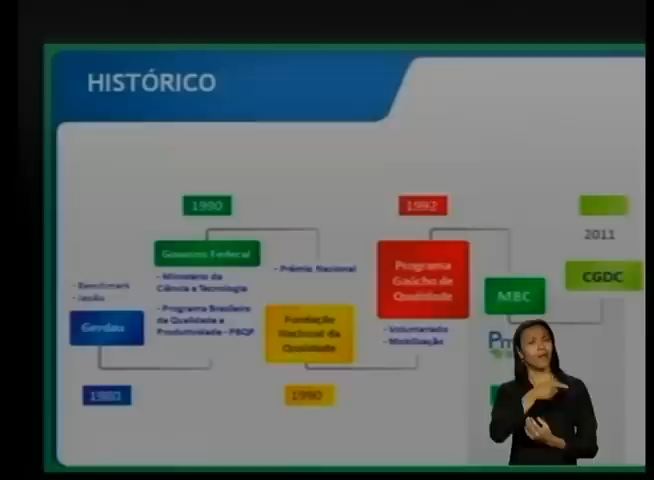 HISTÓRICO
1990
1992
2011
Governo Federal
- Ministério da
Ciência e Tecnologia
- Programa Brasileiro
da Qualidade e
Produtividade - PBQP
- Prêmio Nacional
Programa
Gaúcho de
Qualidade
CGDC
MBC
- Benchmark
- Japão
Gerdau
Fundação
Nacional da
Qualidade
- Voluntariado
- Mobilização
1980
1990